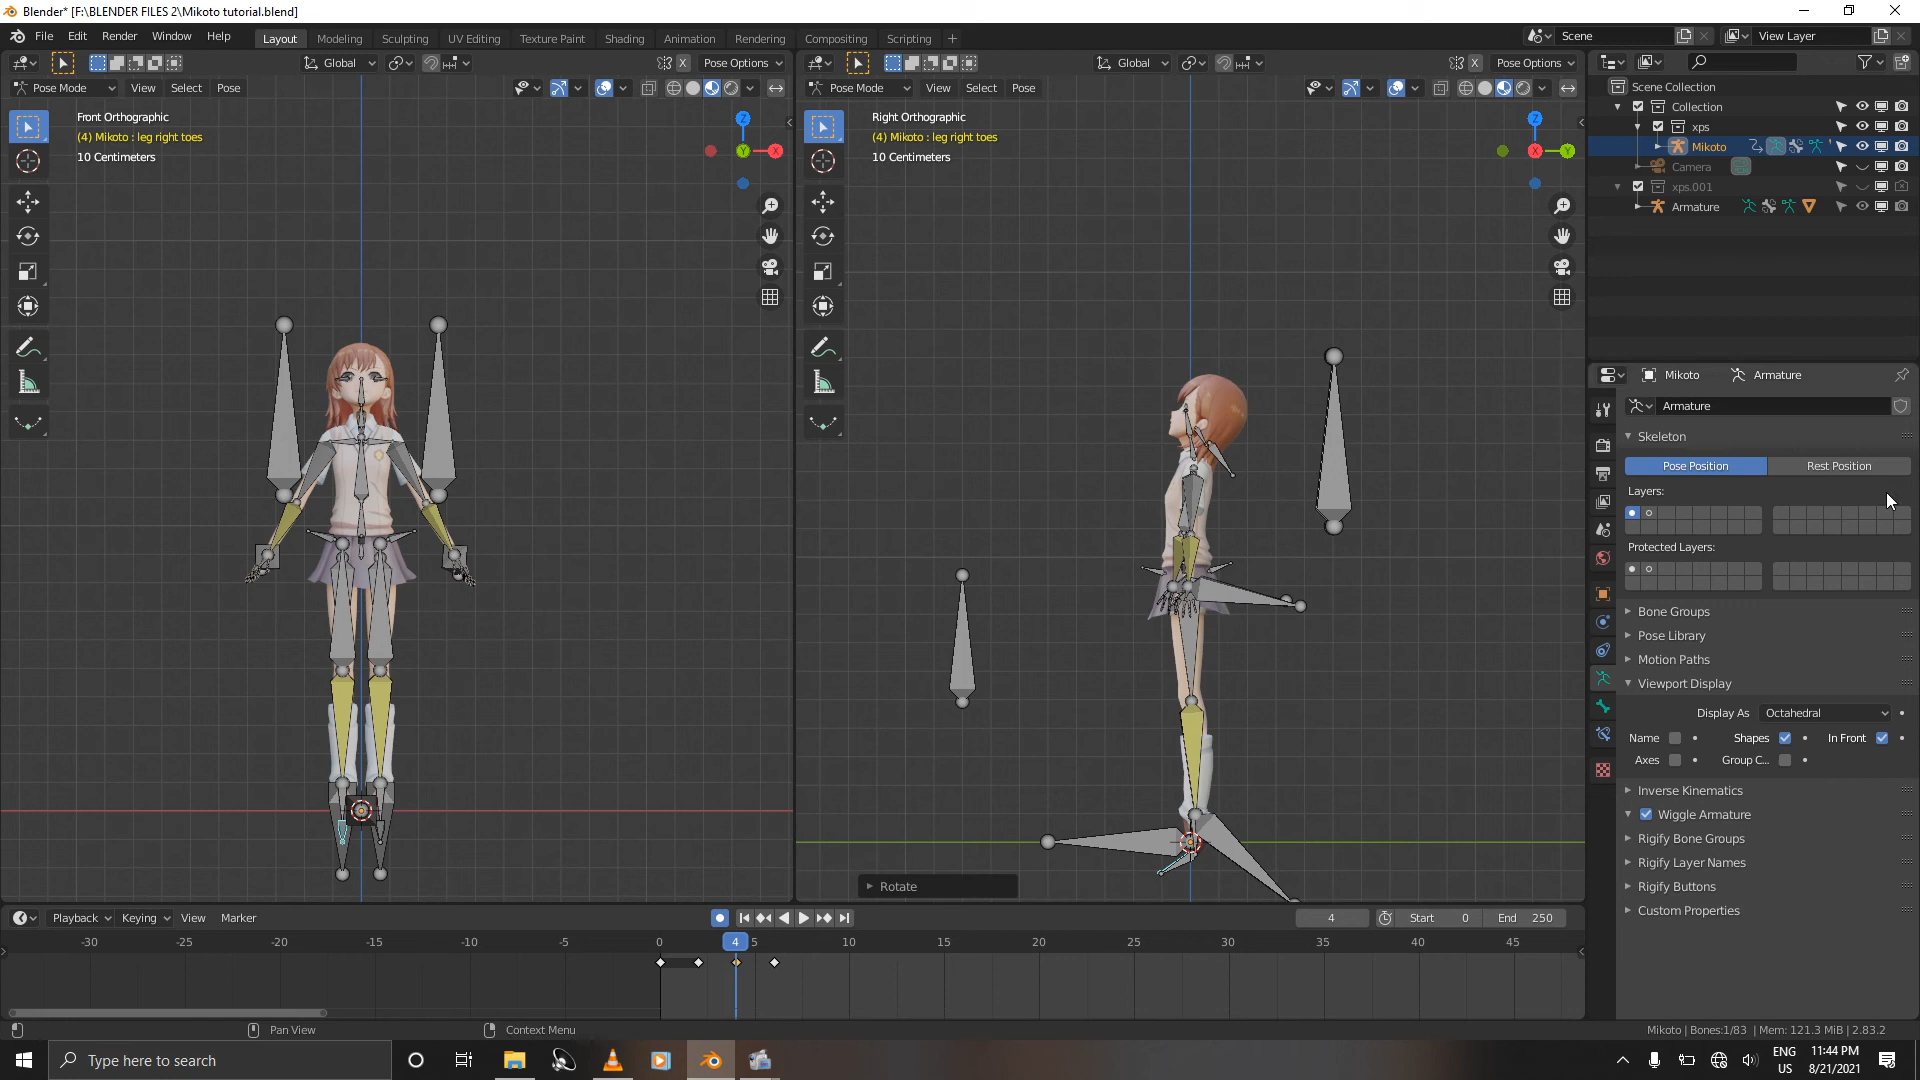 Blender* [F:\BLENDER FILES 2\Mikoto tutorial.blend]
File Edit Render Window Help Layout Modeling Sculpting UV Editing Texture Paint Shading Animation Rendering Compositing Scripting Scene View Layer
Global X Pose Options Global X Pose Options
Pose Mode View Select Pose Pose Mode View Select Pose
Scene Collection
Collection
xps
Mikoto
Camera
xps.001
Armature
Front Orthographic
(4) Mikoto : leg right toes
10 Centimeters
Z
Y
X
Right Orthographic
(4) Mikoto : leg right toes
10 Centimeters
Z
X
Y
Rotate
Mikoto Armature
Armature
Skeleton
Pose Position Rest Position
Layers:
Protected Layers:
Bone Groups
Pose Library
Motion Paths
Viewport Display
Display As Octahedral
Name Shapes In Front
Axes Group C...
Inverse Kinematics
Wiggle Armature
Rigify Bone Groups
Rigify Layer Names
Rigify Buttons
Custom Properties
Playback Keying View Marker 4 Start 0 End 250
-30 -25 -20 -15 -10 -5 0 4 5 10 15 20 25 30 35 40 45
Pan View Context Menu Mikoto | Bones:1/83 | Mem: 121.3 MiB | 2.83.2
Type here to search
ENG
US
11:44 PM
8/21/2021